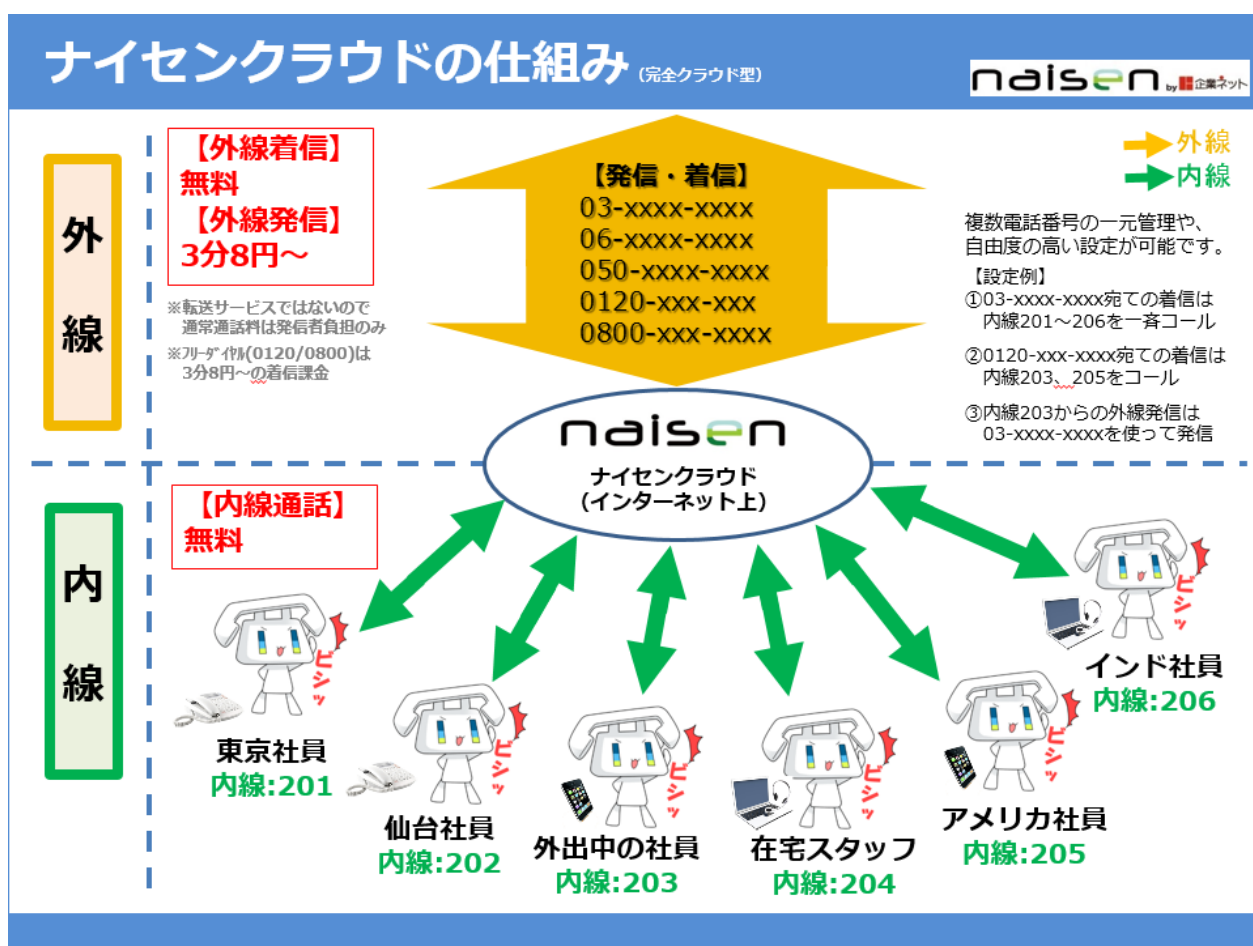 ナイセンクラウドの仕組み(完全クラウド型)
naisen by 企業ネット
外線
【外線着信】
無料
【外線発信】
3分8円～
※転送サービスではないので
通常通話料は発信者負担のみ
※フリーダイヤル(0120/0800)は
3分8円～の着信課金
【発信・着信】
03-xxxx-xxxx
06-xxxx-xxxx
050-xxxx-xxxx
0120-xxx-xxx
0800-xxx-xxxx
外線
内線
複数電話番号の一元管理や、
自由度の高い設定が可能です。
【設定例】
①03-xxxx-xxxx宛ての着信は
内線201～206を一斉コール
②0120-xxx-xxxx宛ての着信は
内線203、205をコール
③内線203からの外線発信は
03-xxxx-xxxxを使って発信
naisen
ナイセンクラウド
(インターネット上)
内線
【内線通話】
無料
ビシッ
東京社員
内線:201
ビシッ
仙台社員
内線:202
ビシッ
外出中の社員
内線:203
ビシッ
在宅スタッフ
内線:204
ビシッ
アメリカ社員
内線:205
ビシッ
インド社員
内線:206